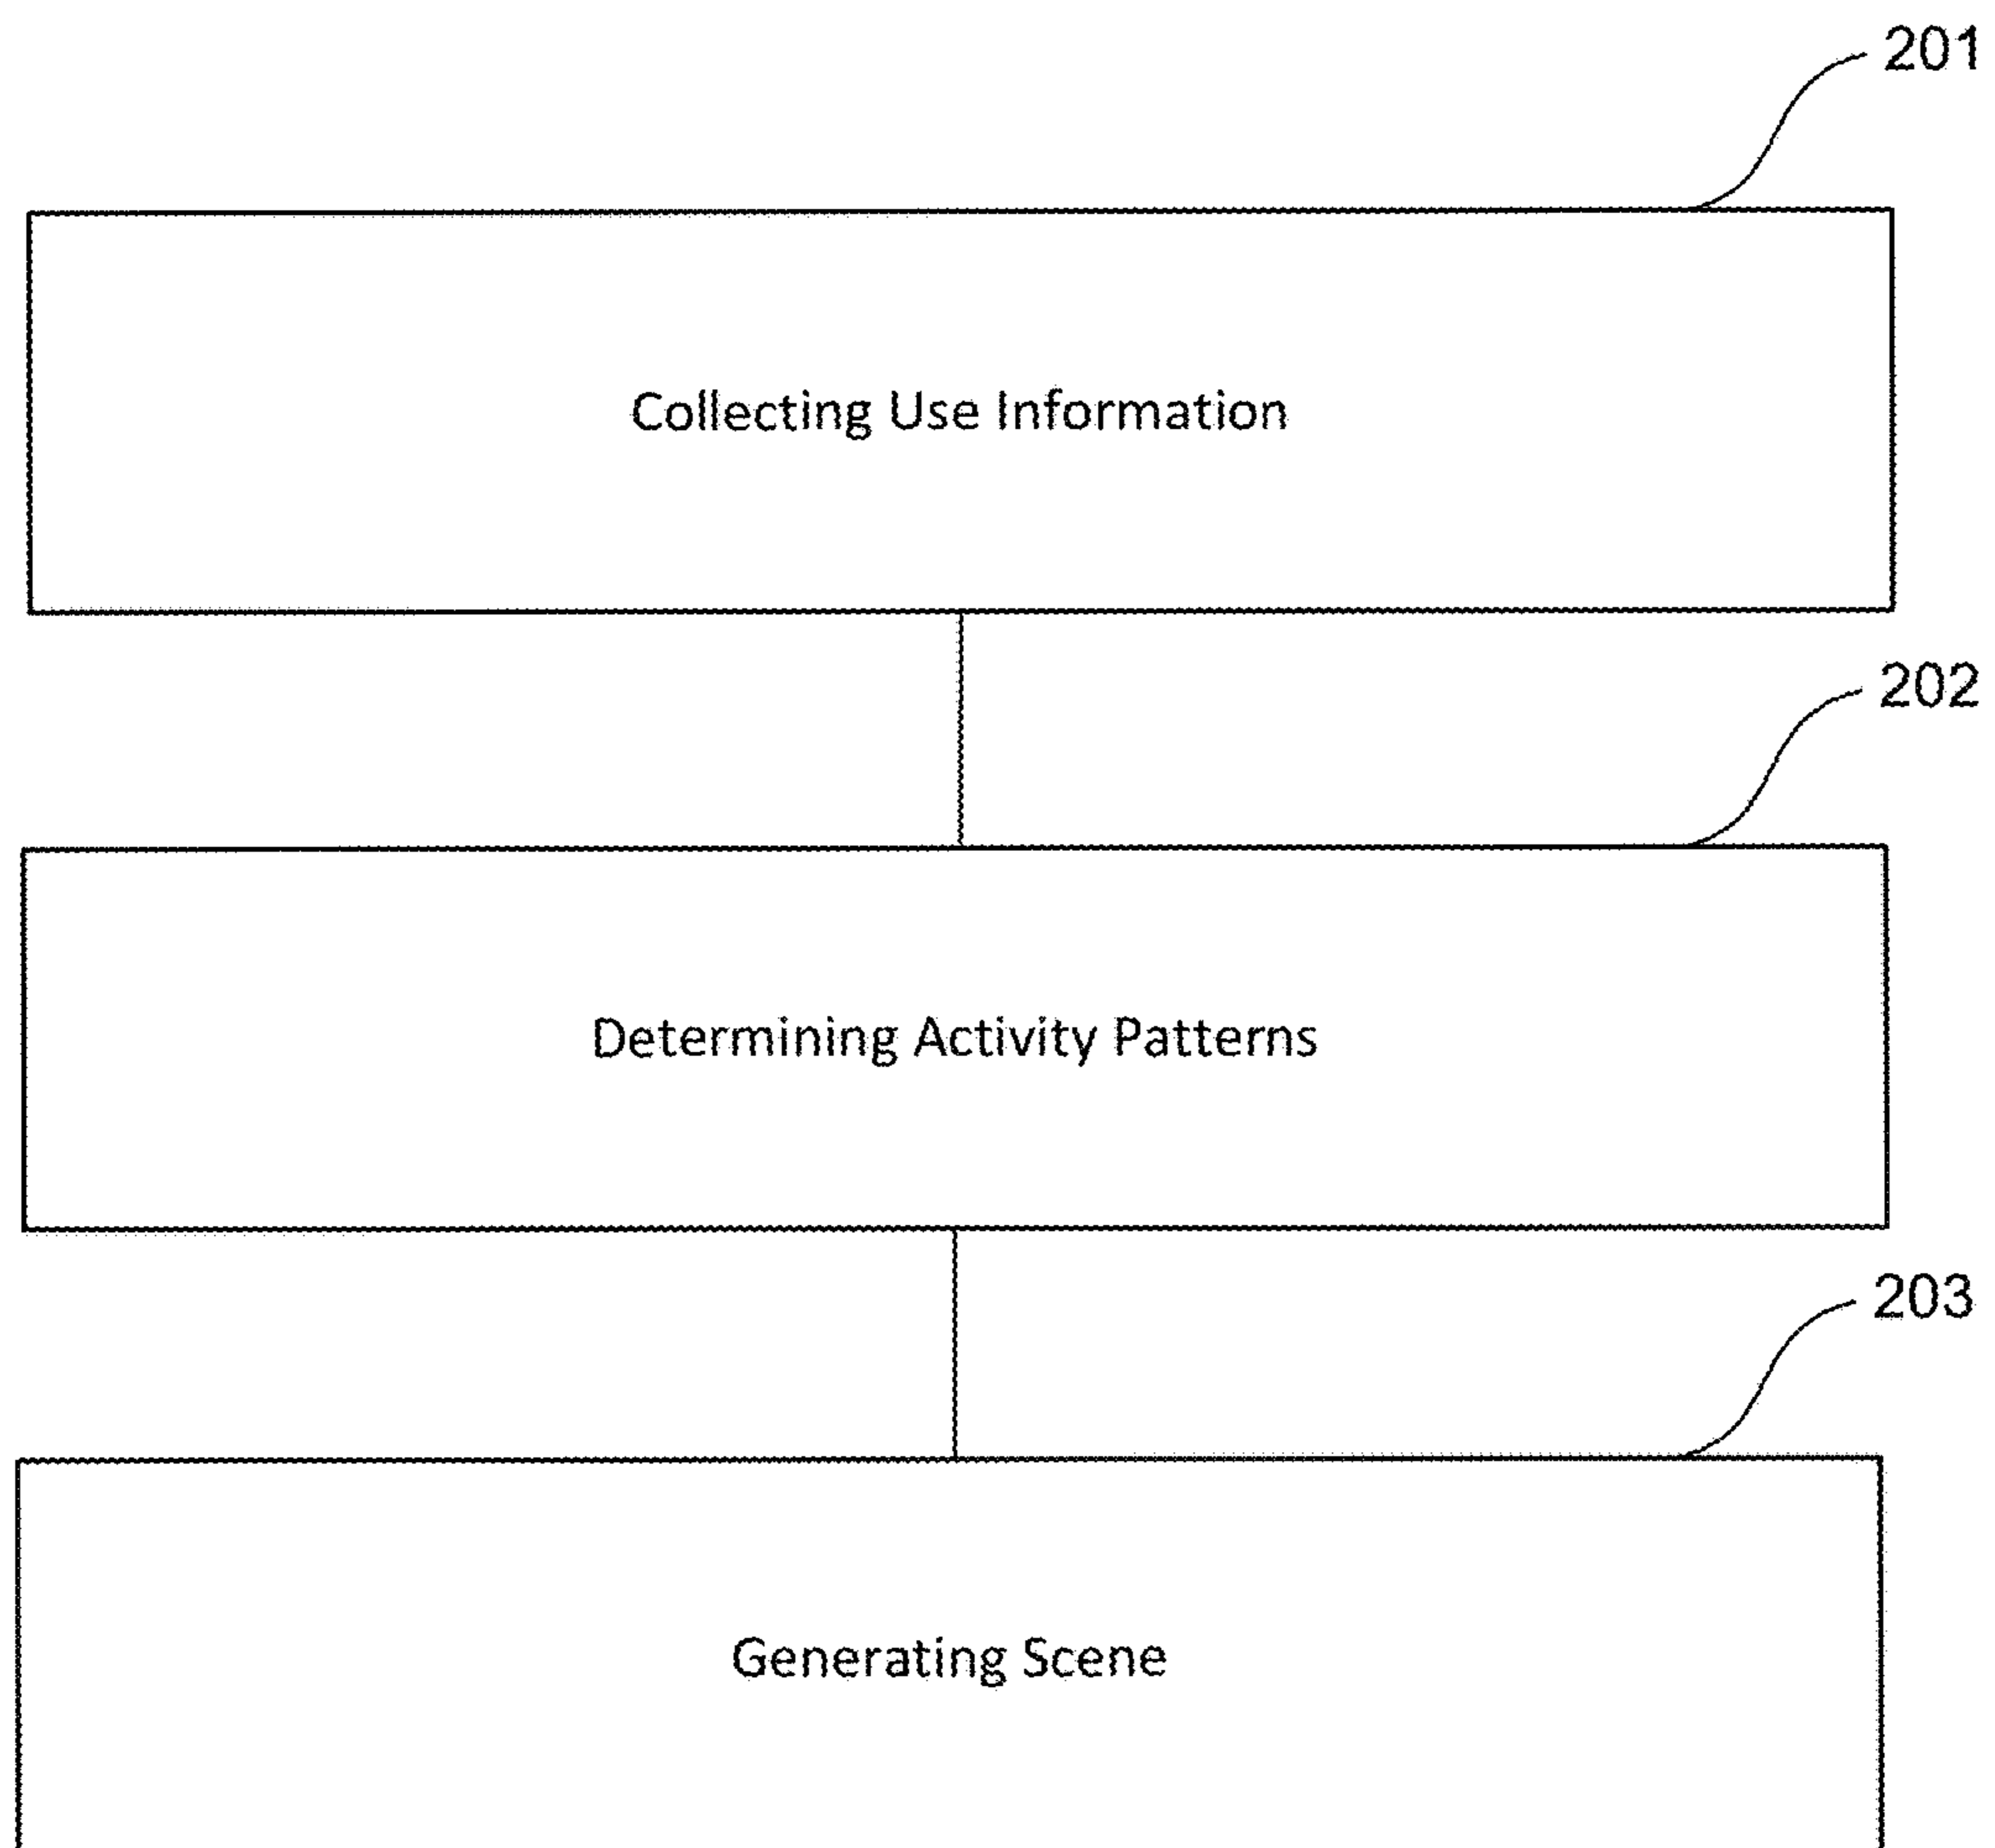 201
Collecting Use Information
202
Determining Activity Patterns
203
Generating Scene